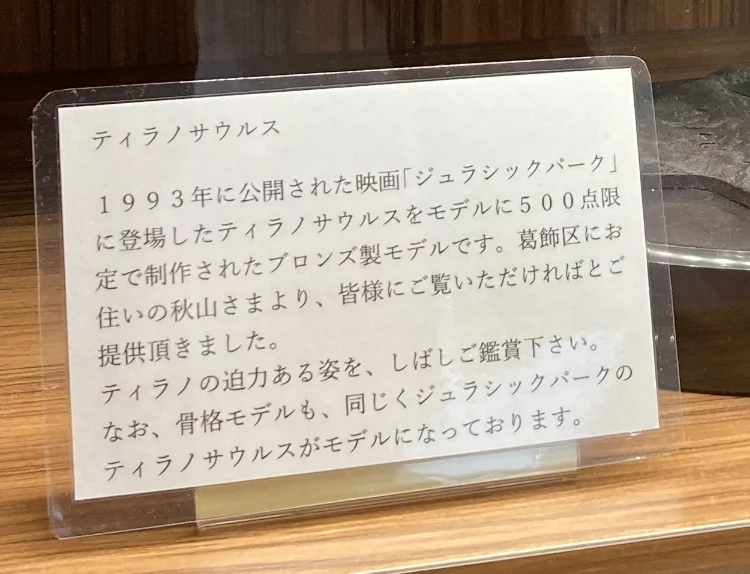 ティラノサウルス
１９９３年に公開された映画「ジュラシックパーク」
に登場したティラノサウルスをモデルに５００点限
定で制作されたブロンズ製モデルです。葛飾区にお
住いの秋山さまより、皆様にご覧いただければとご
提供頂きました。
ティラノの迫力ある姿を、しばしご鑑賞下さい。
なお、骨格モデルも、同じくジュラシックパークの
ティラノサウルスがモデルになっております。